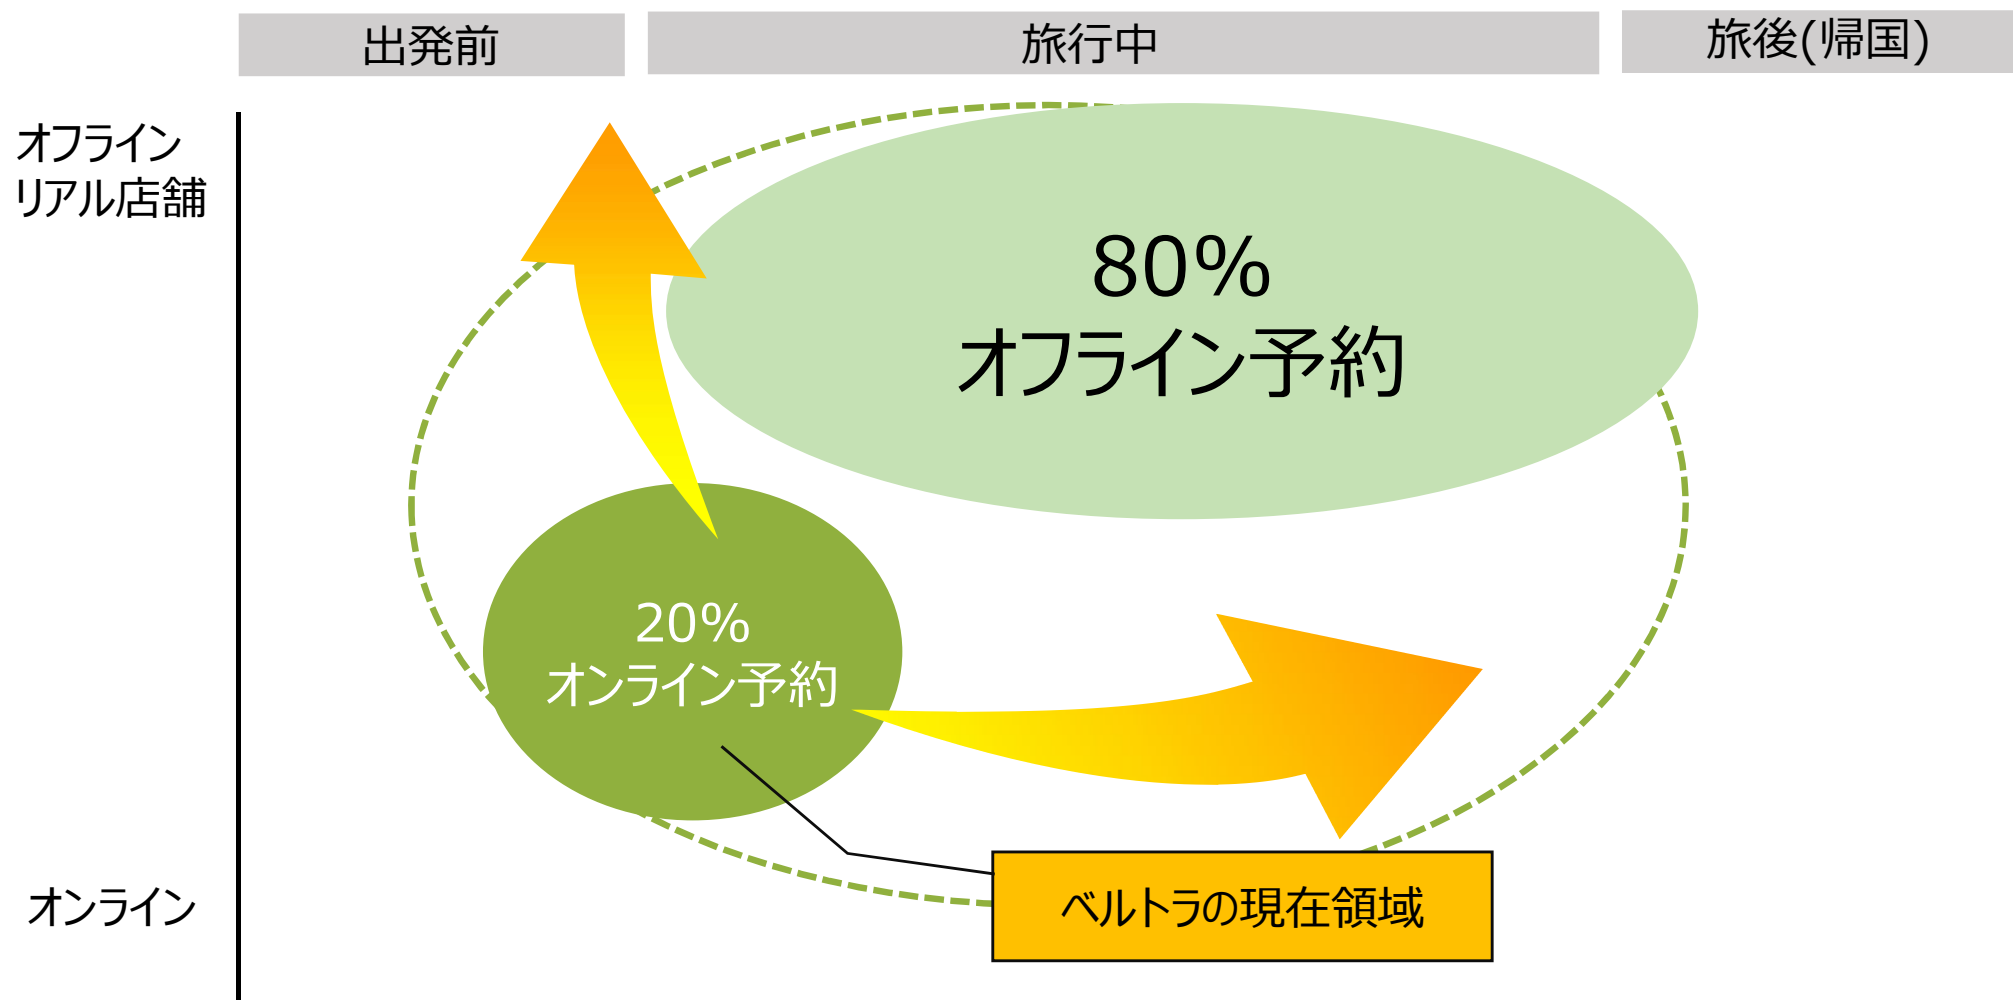 出発前
旅行中
旅後(帰国)
オフライン
リアル店舗
80%
オフライン予約
20%
オンライン予約
オンライン
ベルトラの現在領域